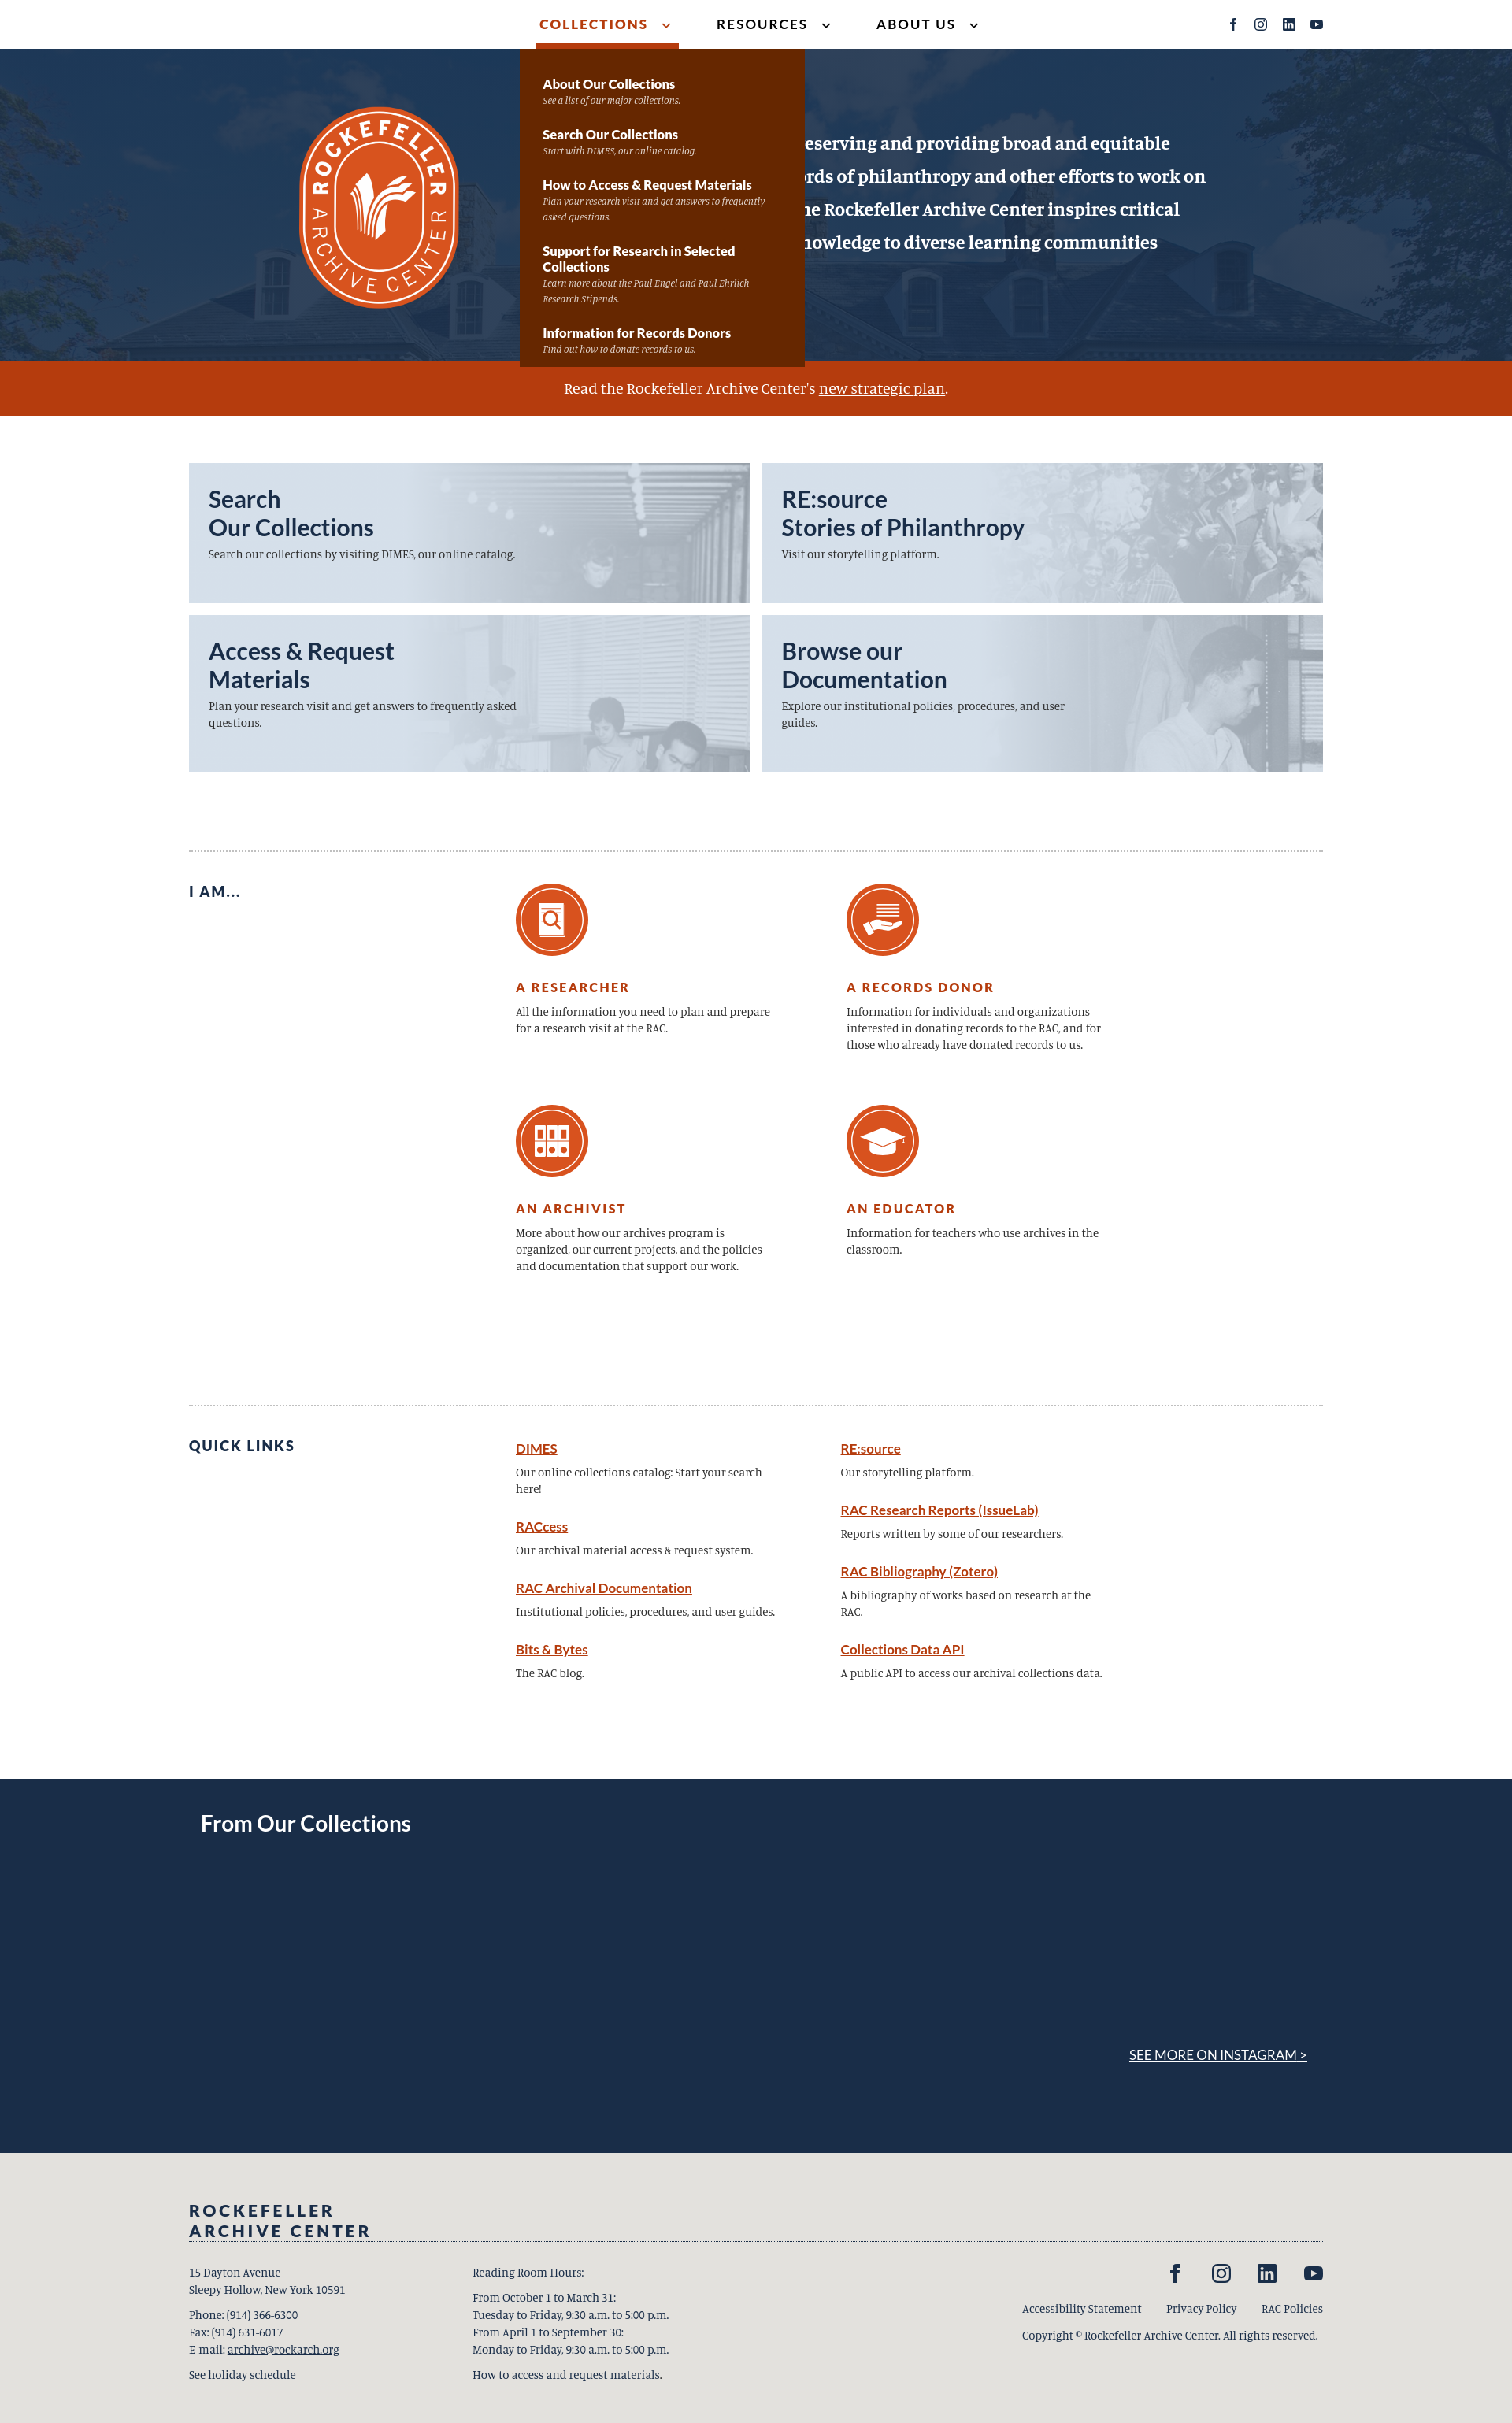 COLLECTIONS
RESOURCES
ABOUT US
About Our Collections
See a list of our major collections.
Search Our Collections
Start with DIMES, our online catalog.
How to Access & Request Materials
Plan your research visit and get answers to frequently
asked questions.
Support for Research in Selected
Collections
Learn more about the Paul Engel and Paul Ehrlich
Research Stipends.
Information for Records Donors
Find out how to donate records to us.
ROCKEFELLER
ARCHIVE CENTER
eserving and providing broad and equitable
ords of philanthropy and other efforts to work on
he Rockefeller Archive Center inspires critical
nowledge to diverse learning communities
Read the Rockefeller Archive Center's new strategic plan.
Search
Our Collections
Search our collections by visiting DIMES, our online catalog.
RE:source
Stories of Philanthropy
Visit our storytelling platform.
Access & Request
Materials
Plan your research visit and get answers to frequently asked
questions.
Browse our
Documentation
Explore our institutional policies, procedures, and user
guides.
I AM...
A RESEARCHER
All the information you need to plan and prepare
for a research visit at the RAC.
A RECORDS DONOR
Information for individuals and organizations
interested in donating records to the RAC, and for
those who already have donated records to us.
AN ARCHIVIST
More about how our archives program is
organized, our current projects, and the policies
and documentation that support our work.
AN EDUCATOR
Information for teachers who use archives in the
classroom.
QUICK LINKS
DIMES
Our online collections catalog: Start your search
here!
RACcess
Our archival material access & request system.
RAC Archival Documentation
Institutional policies, procedures, and user guides.
Bits & Bytes
The RAC blog.
RE:source
Our storytelling platform.
RAC Research Reports (IssueLab)
Reports written by some of our researchers.
RAC Bibliography (Zotero)
A bibliography of works based on research at the
RAC.
Collections Data API
A public API to access our archival collections data.
From Our Collections
SEE MORE ON INSTAGRAM >
ROCKEFELLER
ARCHIVE CENTER
15 Dayton Avenue
Sleepy Hollow, New York 10591
Phone: (914) 366-6300
Fax: (914) 631-6017
E-mail: archive@rockarch.org
See holiday schedule
Reading Room Hours:
From October 1 to March 31:
Tuesday to Friday, 9:30 a.m. to 5:00 p.m.
From April 1 to September 30:
Monday to Friday, 9:30 a.m. to 5:00 p.m.
How to access and request materials.
Accessibility Statement
Privacy Policy
RAC Policies
Copyright © Rockefeller Archive Center. All rights reserved.